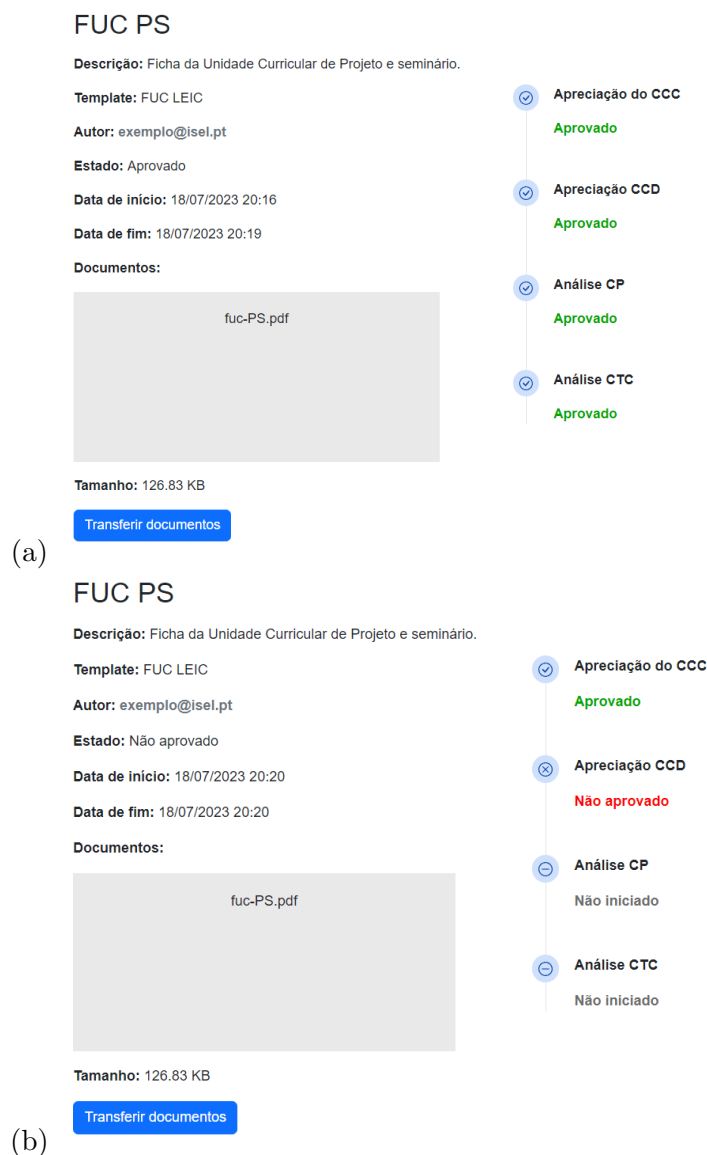 FUC PS
Descrição: Ficha da Unidade Curricular de Projeto e seminário.
Template: FUC LEIC
Autor: exemplo@isel.pt
Estado: Aprovado
Data de início: 18/07/2023 20:16
Data de fim: 18/07/2023 20:19
Documentos:
fuc-PS.pdf
Tamanho: 126.83 KB
Transferir documentos
Apreciação do CCC
Aprovado
Apreciação CCD
Aprovado
Análise CP
Aprovado
Análise CTC
Aprovado
(a)
FUC PS
Descrição: Ficha da Unidade Curricular de Projeto e seminário.
Template: FUC LEIC
Autor: exemplo@isel.pt
Estado: Não aprovado
Data de início: 18/07/2023 20:20
Data de fim: 18/07/2023 20:20
Documentos:
fuc-PS.pdf
Tamanho: 126.83 KB
Transferir documentos
Apreciação do CCC
Aprovado
Apreciação CCD
Não aprovado
Análise CP
Não iniciado
Análise CTC
Não iniciado
(b)